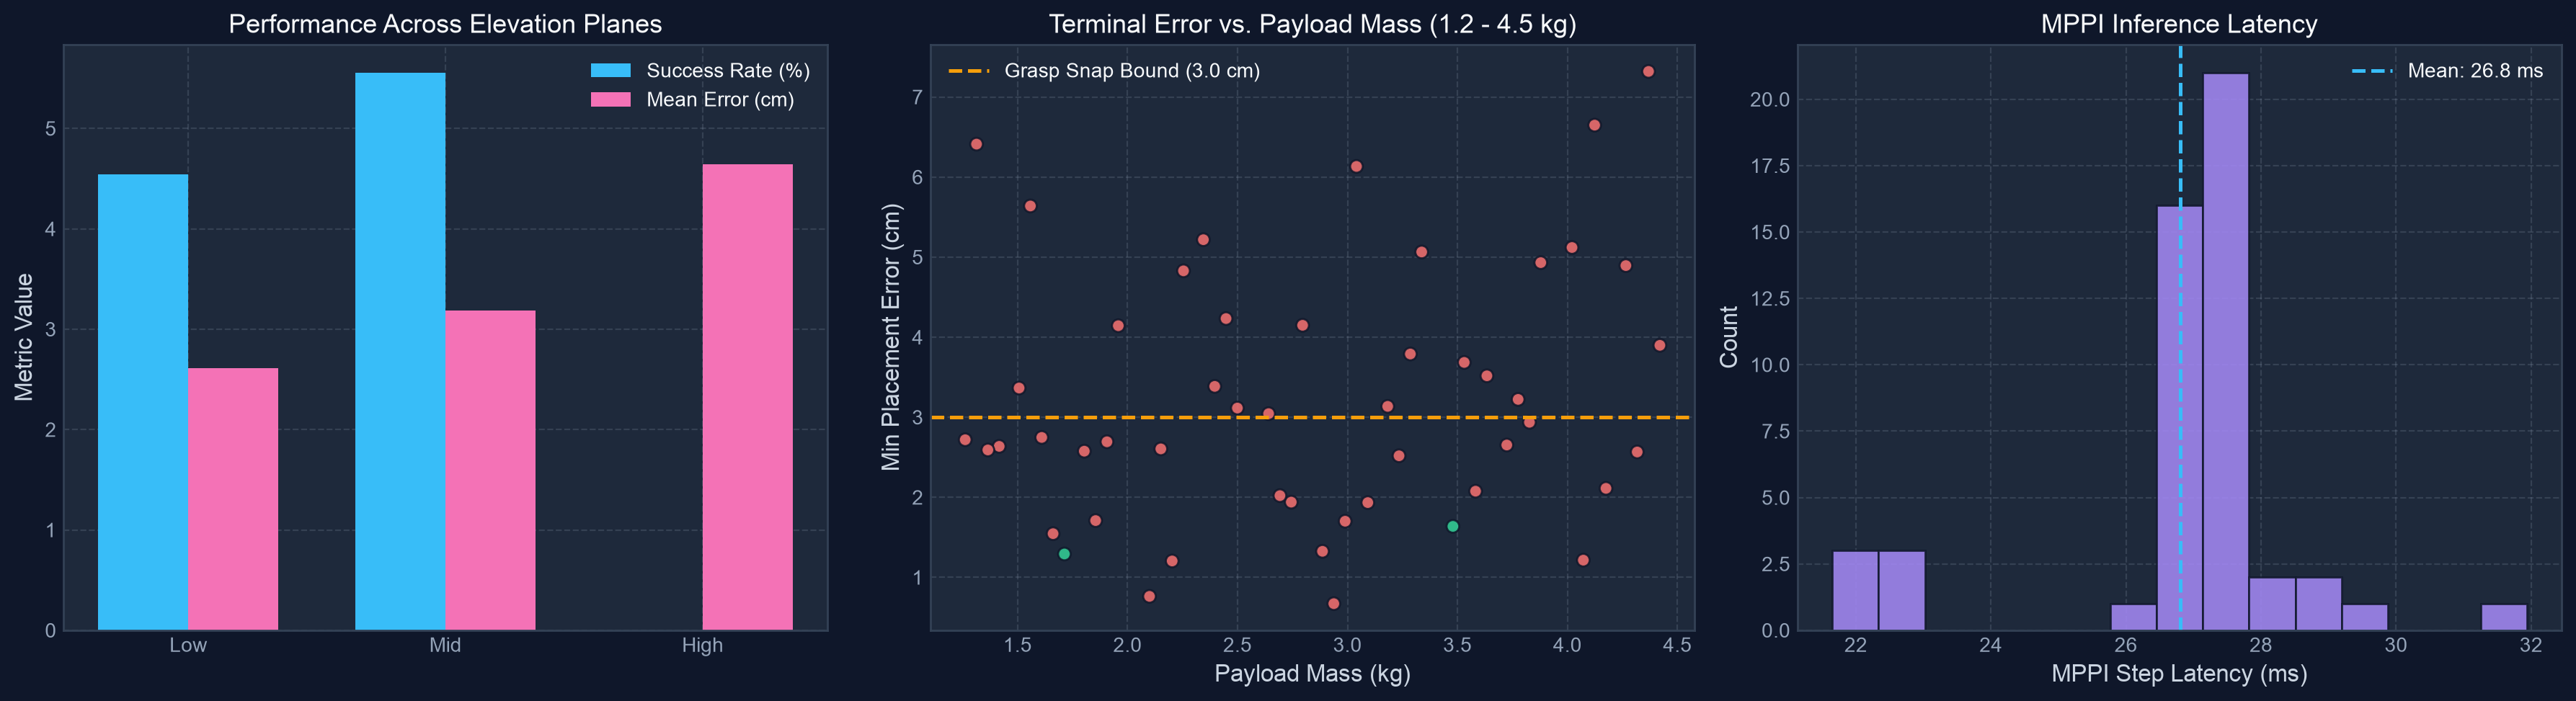 Performance Across Elevation Planes
Success Rate (%)
Mean Error (cm)
Metric Value
5
4
3
2
1
0
Low Mid High
Terminal Error vs. Payload Mass (1.2 - 4.5 kg)
Grasp Snap Bound (3.0 cm)
Min Placement Error (cm)
7
6
5
4
3
2
1
1.5 2.0 2.5 3.0 3.5 4.0 4.5
Payload Mass (kg)
MPPI Inference Latency
Mean: 26.8 ms
Count
20.0
17.5
15.0
12.5
10.0
7.5
5.0
2.5
0.0
22 24 26 28 30 32
MPPI Step Latency (ms)